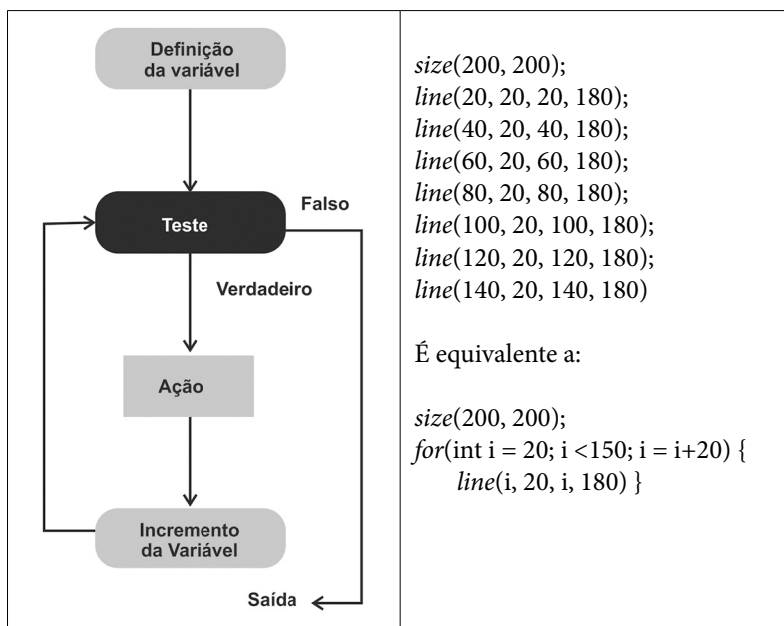 Definição
da variável
Teste
Falso
Verdadeiro
Ação
Incremento
da Variável
Saída
size(200, 200);
line(20, 20, 20, 180);
line(40, 20, 40, 180);
line(60, 20, 60, 180);
line(80, 20, 80, 180);
line(100, 20, 100, 180);
line(120, 20, 120, 180);
line(140, 20, 140, 180)
É equivalente a:
size(200, 200);
for(int i = 20; i <150; i = i+20) {
line(i, 20, i, 180) }